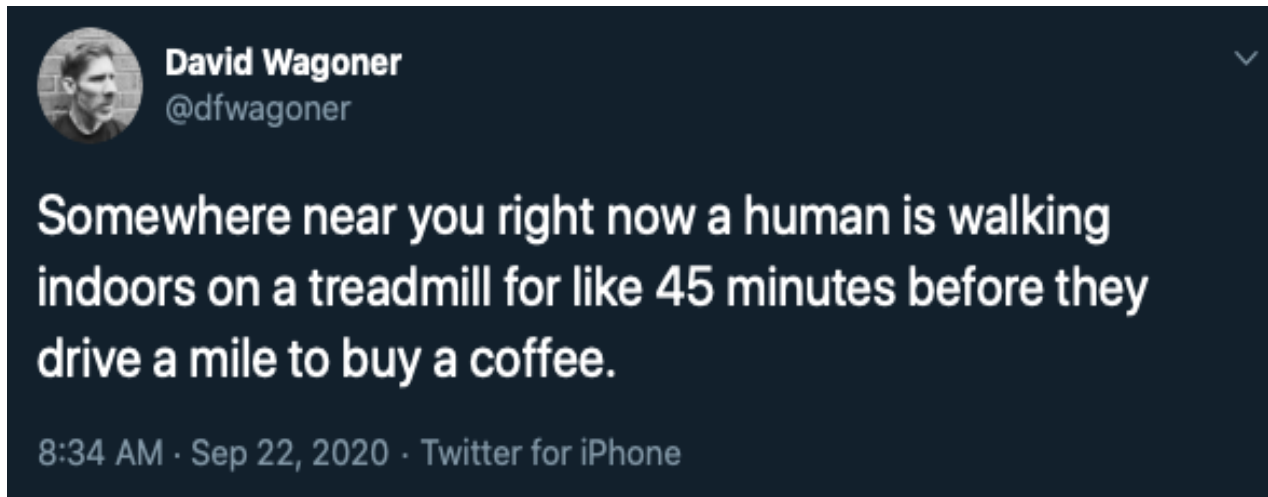 David Wagoner
@dfwagoner
Somewhere near you right now a human is walking
indoors on a treadmill for like 45 minutes before they
drive a mile to buy a coffee.
8:34 AM · Sep 22, 2020 · Twitter for iPhone